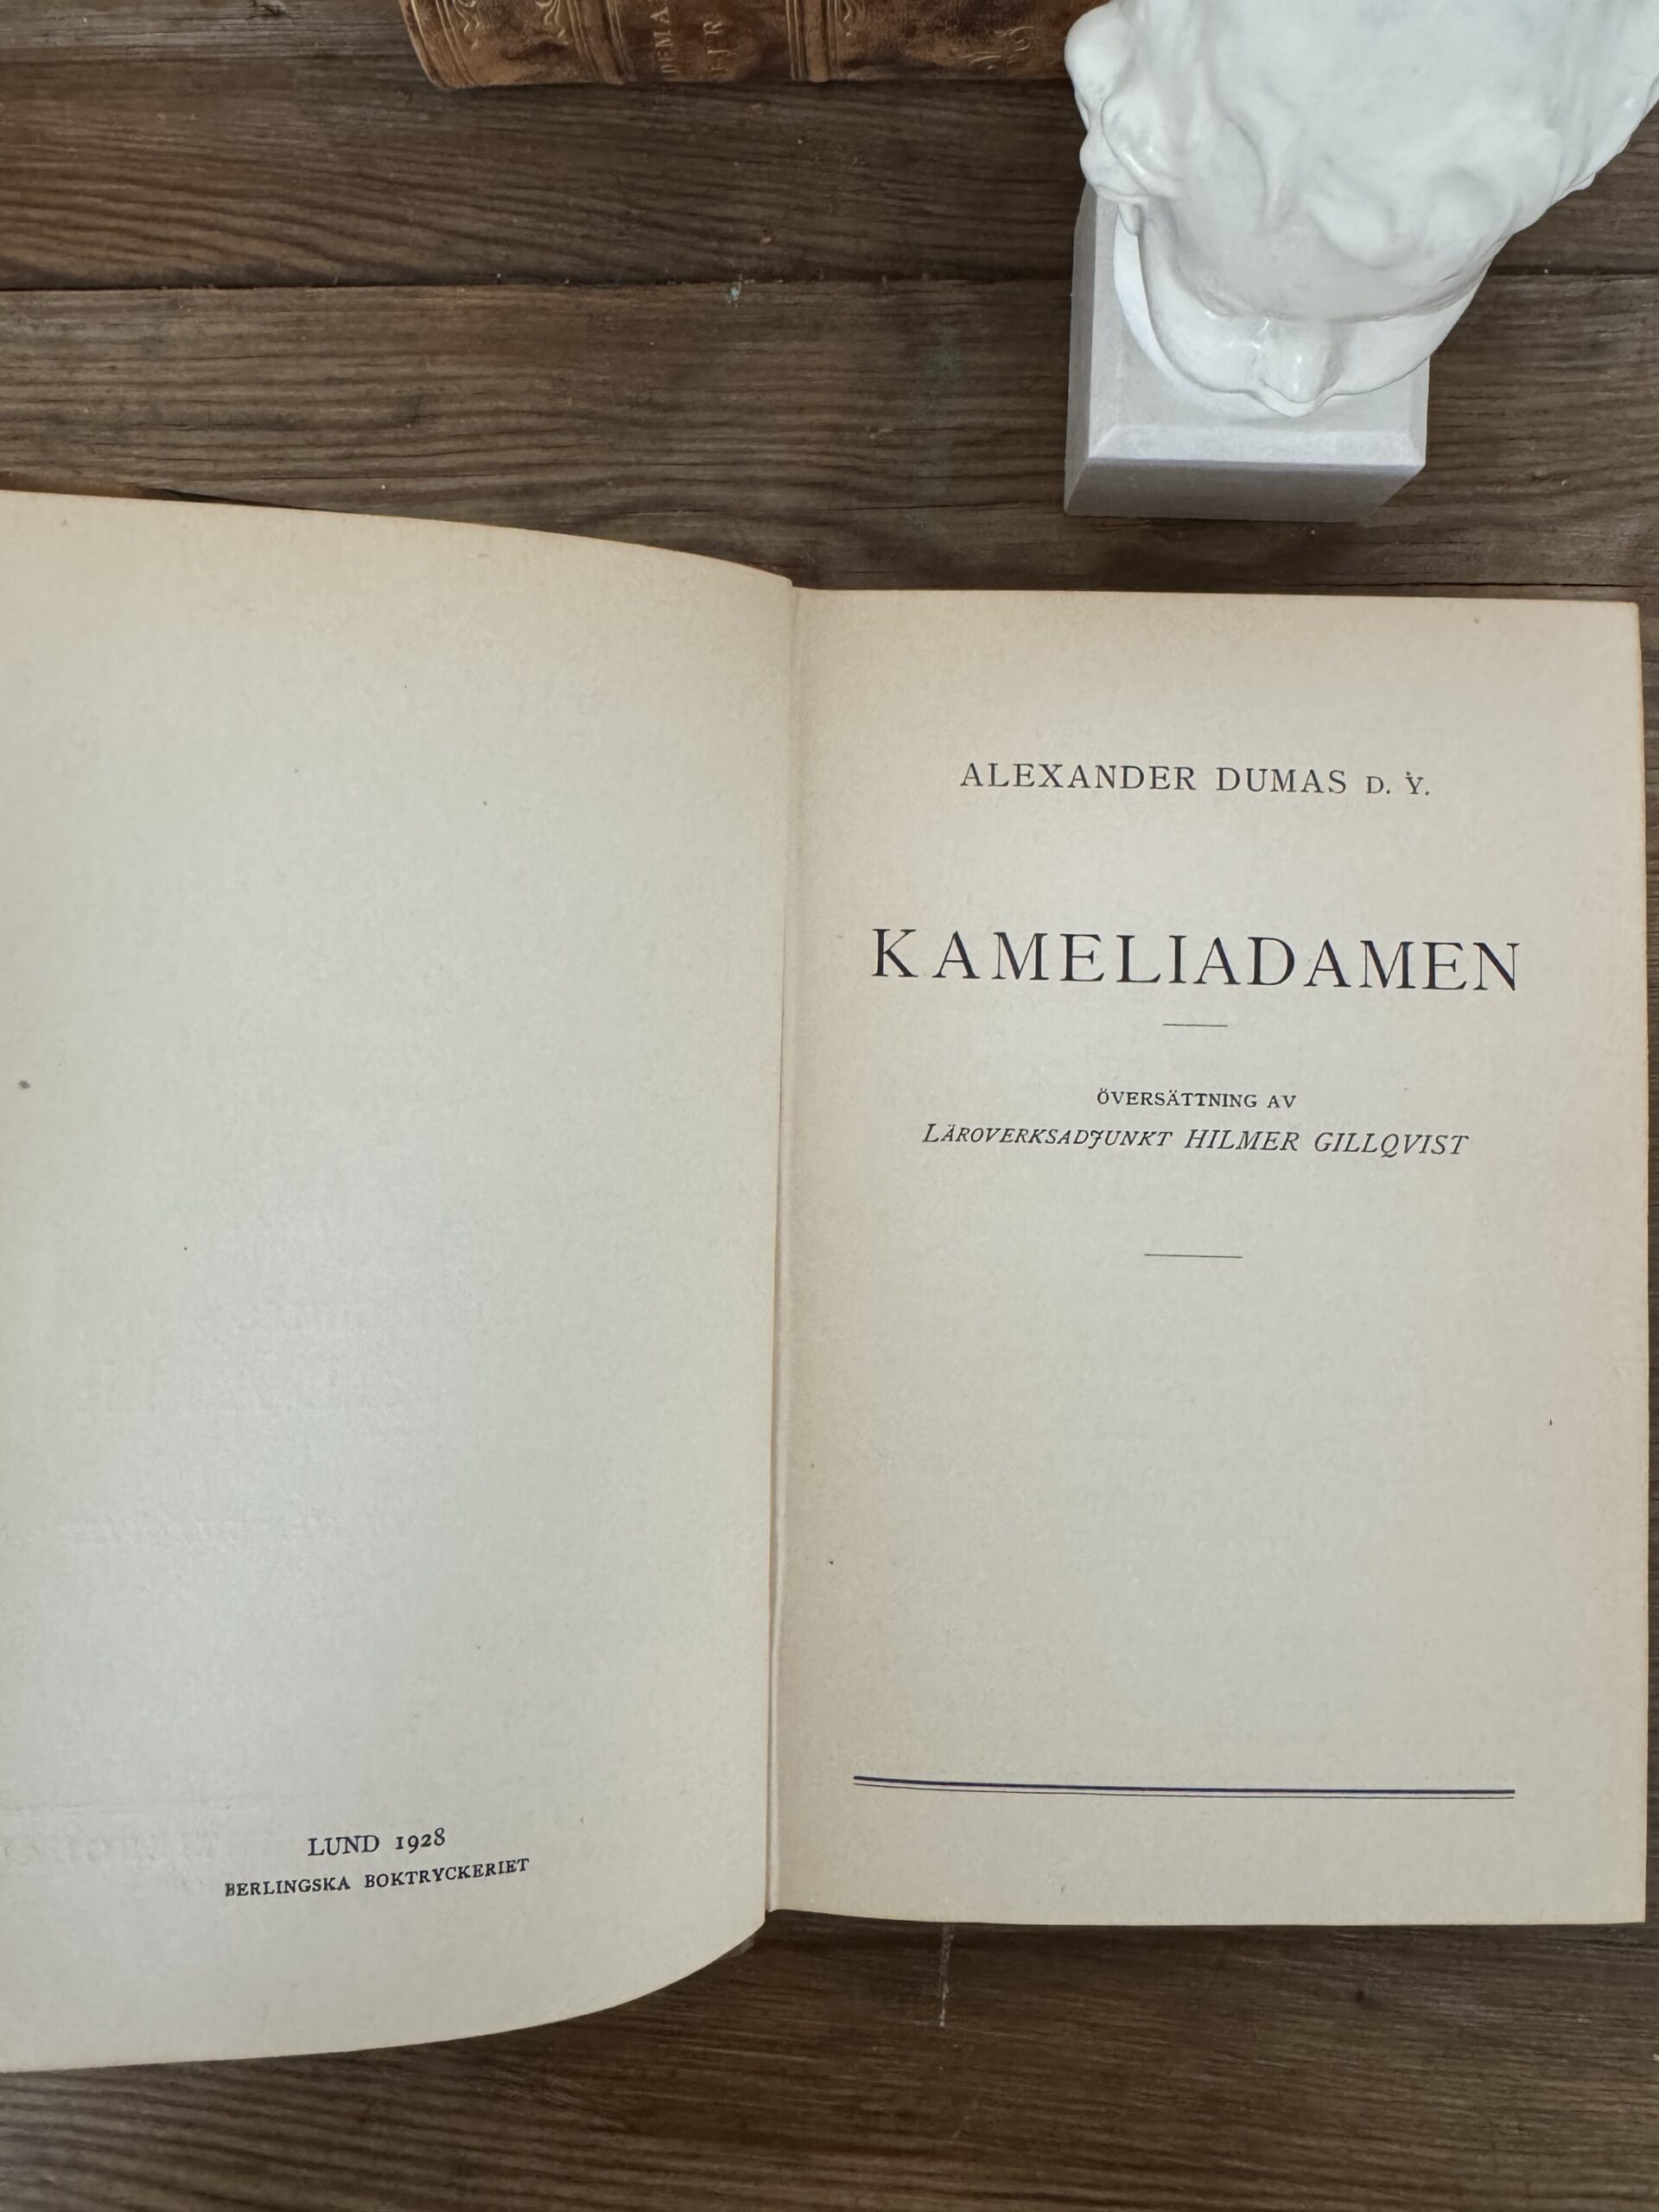 LUND 1928
BERLINGSKA BOKTRYCKERIET
ALEXANDER DUMAS D. Y.
KAMELIADAMEN
ÖVERSÄTTNING AV
LÄROVERKSADJUNKT HILMER GILLQVIST